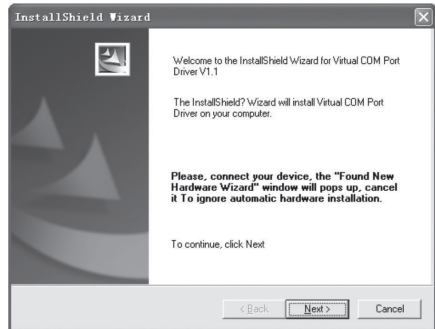 InstallShield Wizard
Welcome to the InstallShield Wizard for Virtual COM Port
Driver V1.1
The InstallShield? Wizard will install Virtual COM Port
Driver on your computer.
Please, connect your device, the "Found New
Hardware Wizard" window will pops up, cancel
it To ignore automatic hardware installation.
To continue, click Next
< Back Next > Cancel